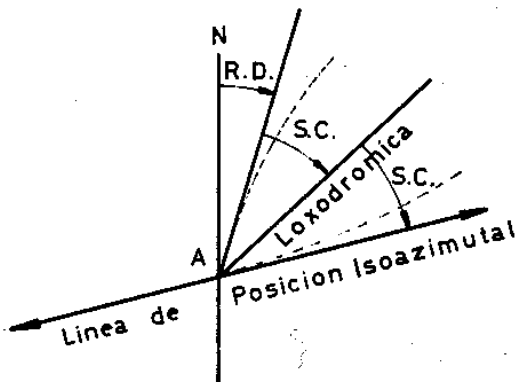 N
R.D.
S.C.
Loxodromica
S.C.
A
Linea de Posicion Isoazimutal